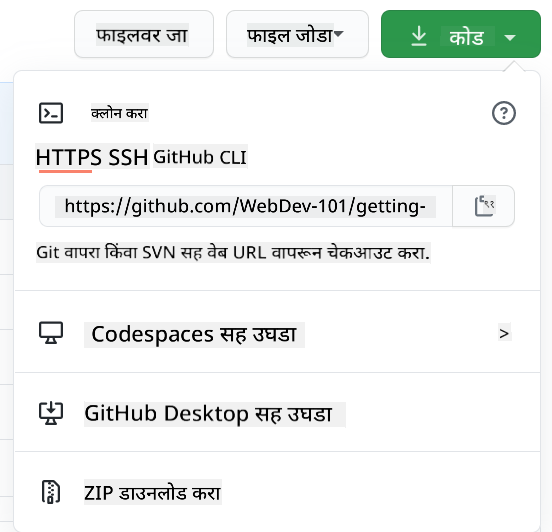 फाइलवर जा फाइल जोडा कोड
क्लोन करा
HTTPS SSH GitHub CLI
https://github.com/WebDev-101/getting-
Git वापरा किंवा SVN सह वेब URL वापरून चेकआउट करा.
Codespaces सह उघडा >
GitHub Desktop सह उघडा
ZIP डाउनलोड करा